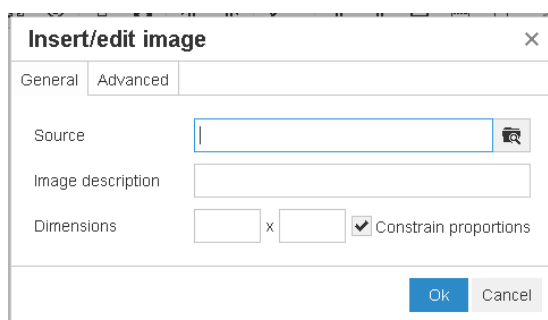 Insert/edit image ×
General Advanced
Source
Image description
Dimensions x Constrain proportions
Ok Cancel